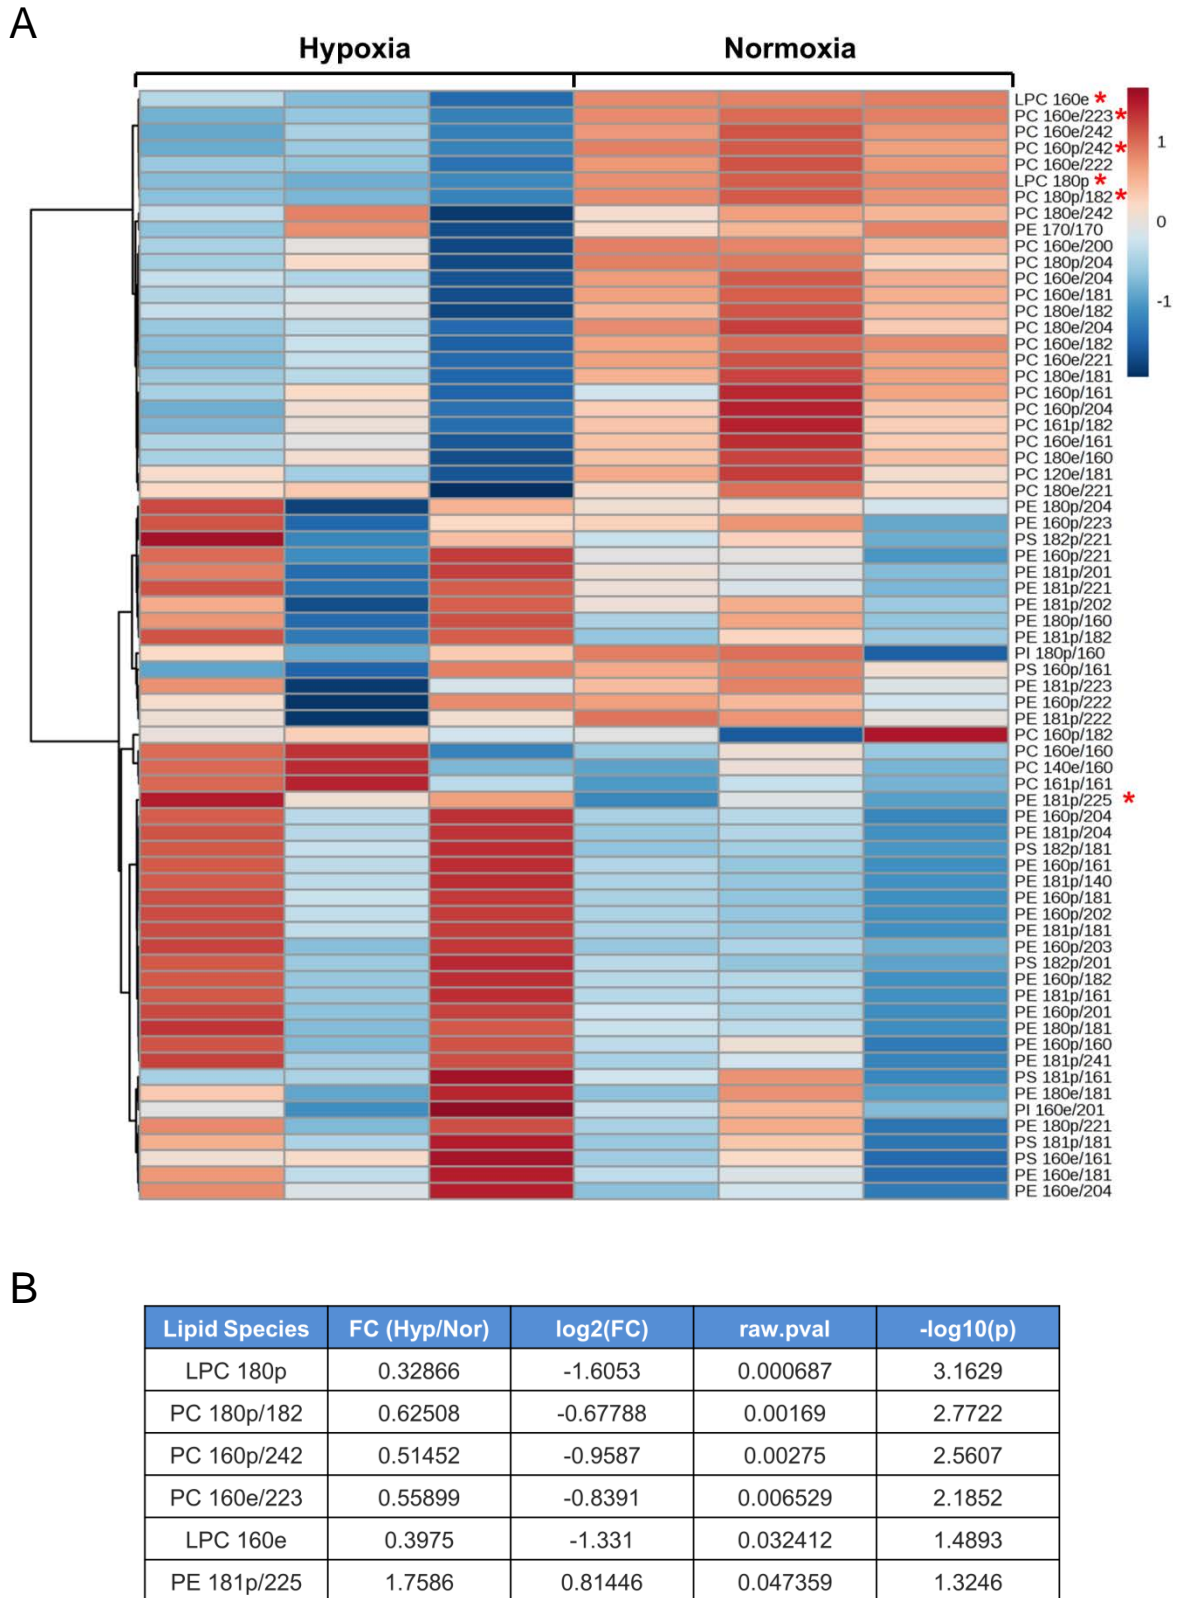 A
Hypoxia Normoxia
LPC 160e *
PC 160e/223 *
PC 160e/242
PC 160p/242 *
PC 160e/222
LPC 180p *
PC 180p/182 *
PC 180e/242
PE 170/170
PC 160e/200
PC 180p/204
PC 160e/204
PC 160e/181
PC 180e/182
PC 180e/204
PC 160e/182
PC 160e/221
PC 180e/181
PC 160p/161
PC 160p/204
PC 161p/182
PC 160e/161
PC 180e/160
PC 120e/181
PC 180e/221
PE 180p/204
PE 160p/223
PS 182p/221
PE 160p/221
PE 181p/201
PE 181p/221
PE 181p/202
PE 180p/160
PE 181p/182
PI 180p/160
PS 160p/161
PE 181p/223
PE 160p/222
PE 181p/222
PC 160p/182
PC 160e/160
PC 140e/160
PC 161p/161
PE 181p/225 *
PE 160p/204
PE 181p/204
PS 182p/181
PE 160p/161
PE 181p/140
PE 160p/181
PE 160p/202
PE 181p/181
PE 160p/203
PS 182p/201
PE 160p/182
PE 181p/161
PE 160p/201
PE 180p/181
PE 160p/160
PE 181p/241
PS 181p/161
PE 180e/181
PI 160e/201
PE 180p/221
PS 181p/181
PS 160e/161
PE 160e/181
PE 160e/204
1
0
-1
B
Lipid Species FC (Hyp/Nor) log2(FC) raw.pval -log10(p)
LPC 180p 0.32866 -1.6053 0.000687 3.1629
PC 180p/182 0.62508 -0.67788 0.00169 2.7722
PC 160p/242 0.51452 -0.9587 0.00275 2.5607
PC 160e/223 0.55899 -0.8391 0.006529 2.1852
LPC 160e 0.3975 -1.331 0.032412 1.4893
PE 181p/225 1.7586 0.81446 0.047359 1.3246